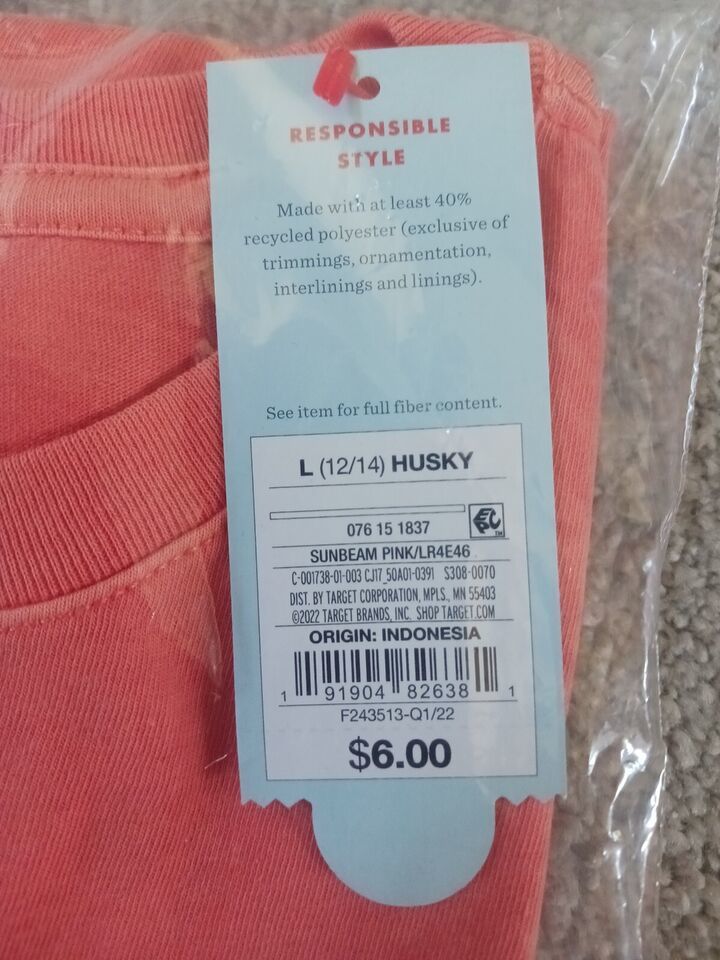 RESPONSIBLE
STYLE
Made with at least 40%
recycled polyester (exclusive of
trimmings, ornamentation,
interlinings and linings).
See item for full fiber content.
L (12/14) HUSKY
076 15 1837
EPC TM
SUNBEAM PINK/LR4E46
C-001738-01-003 CJ17_50A01-0391 S308-0070
DIST. BY TARGET CORPORATION, MPLS., MN 55403
©2022 TARGET BRANDS, INC. SHOP TARGET.COM
ORIGIN: INDONESIA
1 91904 82638 1
F243513-Q1/22
$6.00